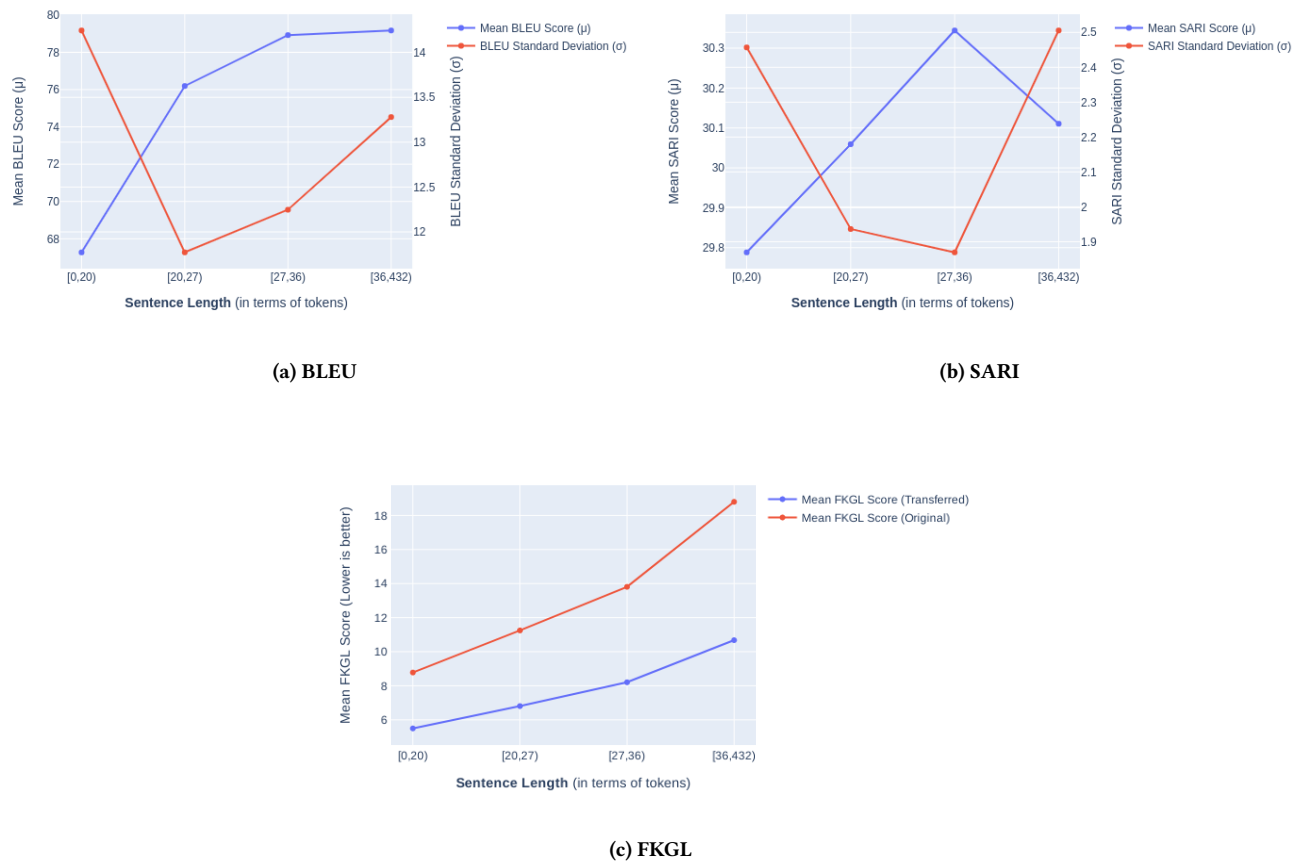 80
78
76
74
72
70
68
Mean BLEU Score (μ)
14
13.5
13
12.5
12
BLEU Standard Deviation (σ)
Mean BLEU Score (μ)
BLEU Standard Deviation (σ)
[0,20) [20,27) [27,36) [36,432)
Sentence Length (in terms of tokens)
(a) BLEU
30.3
30.2
30.1
30
29.9
29.8
Mean SARI Score (μ)
2.5
2.4
2.3
2.2
2.1
2
1.9
SARI Standard Deviation (σ)
Mean SARI Score (μ)
SARI Standard Deviation (σ)
[0,20) [20,27) [27,36) [36,432)
Sentence Length (in terms of tokens)
(b) SARI
18
16
14
12
10
8
6
Mean FKGL Score (Lower is better)
Mean FKGL Score (Transferred)
Mean FKGL Score (Original)
[0,20) [20,27) [27,36) [36,432)
Sentence Length (in terms of tokens)
(c) FKGL